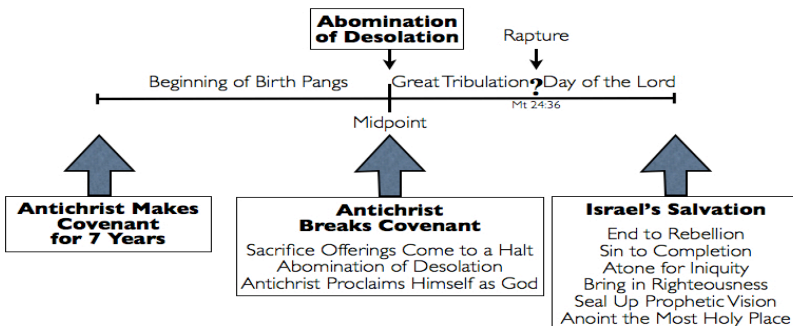 Abomination
of Desolation
Rapture
Beginning of Birth Pangs
Great Tribulation
?
Day of the Lord
Mt 24:36
Midpoint
Antichrist Makes
Covenant
for 7 Years
Antichrist
Breaks Covenant
Sacrifice Offerings Come to a Halt
Abomination of Desolation
Antichrist Proclaims Himself as God
Israel's Salvation
End to Rebellion
Sin to Completion
Atone for Iniquity
Bring in Righteousness
Seal Up Prophetic Vision
Anoint the Most Holy Place